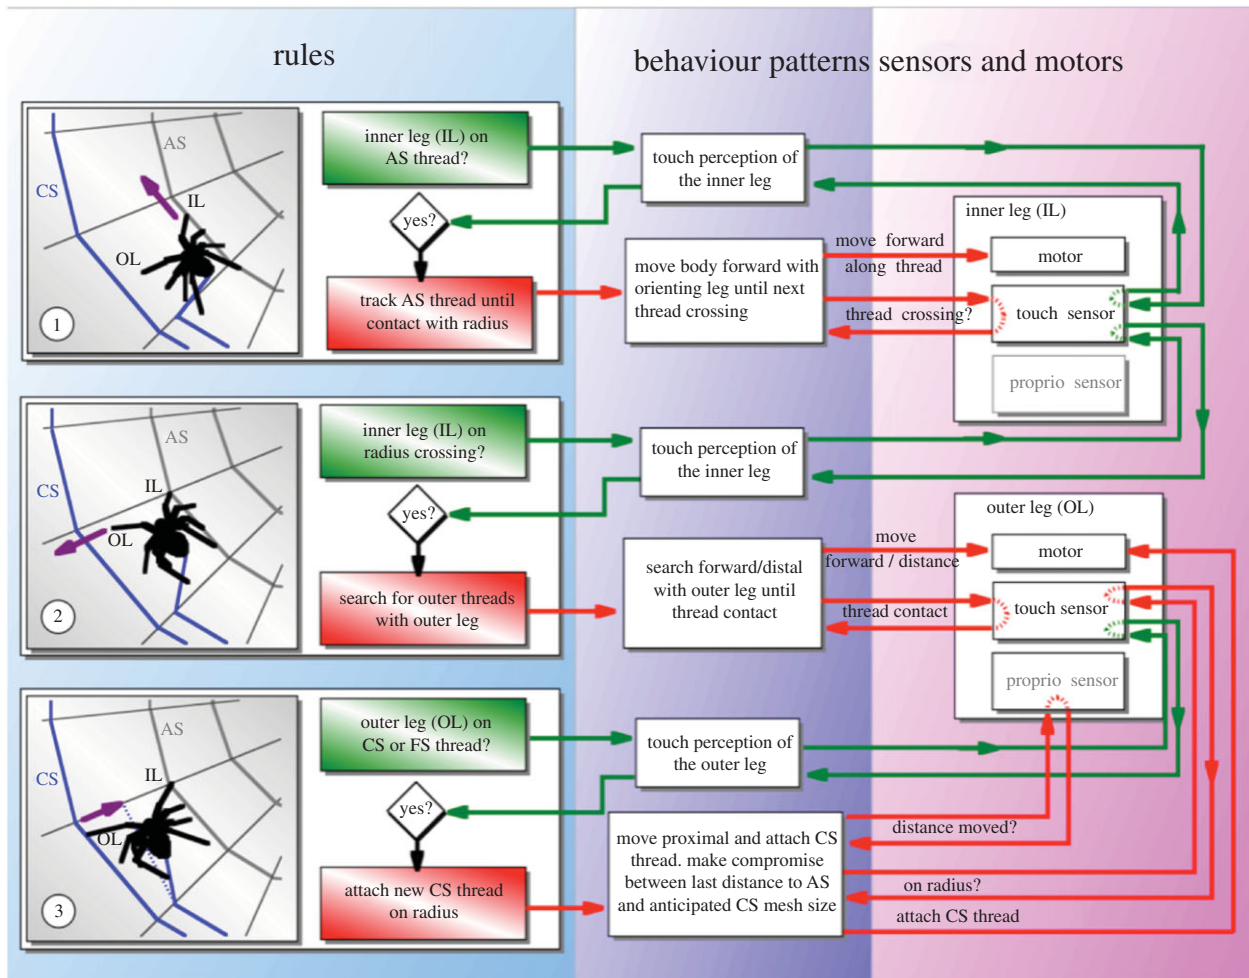 rules
behaviour patterns sensors and motors
AS
CS
IL
OL
1
inner leg (IL) on
AS thread?
yes?
track AS thread until
contact with radius
touch perception of
the inner leg
move body forward with
orienting leg until next
thread crossing
move forward
along thread
thread crossing?
inner leg (IL)
motor
touch sensor
proprio sensor
AS
CS
IL
OL
2
inner leg (IL) on
radius crossing?
yes?
search for outer threads
with outer leg
touch perception of
the inner leg
search forward/distal
with outer leg until
thread contact
move
forward / distance
thread contact
outer leg (OL)
motor
touch sensor
proprio sensor
AS
CS
IL
OL
3
outer leg (OL) on
CS or FS thread?
yes?
attach new CS thread
on radius
touch perception of
the outer leg
move proximal and attach CS
thread. make compromise
between last distance to AS
and anticipated CS mesh size
distance moved?
on radius?
attach CS thread